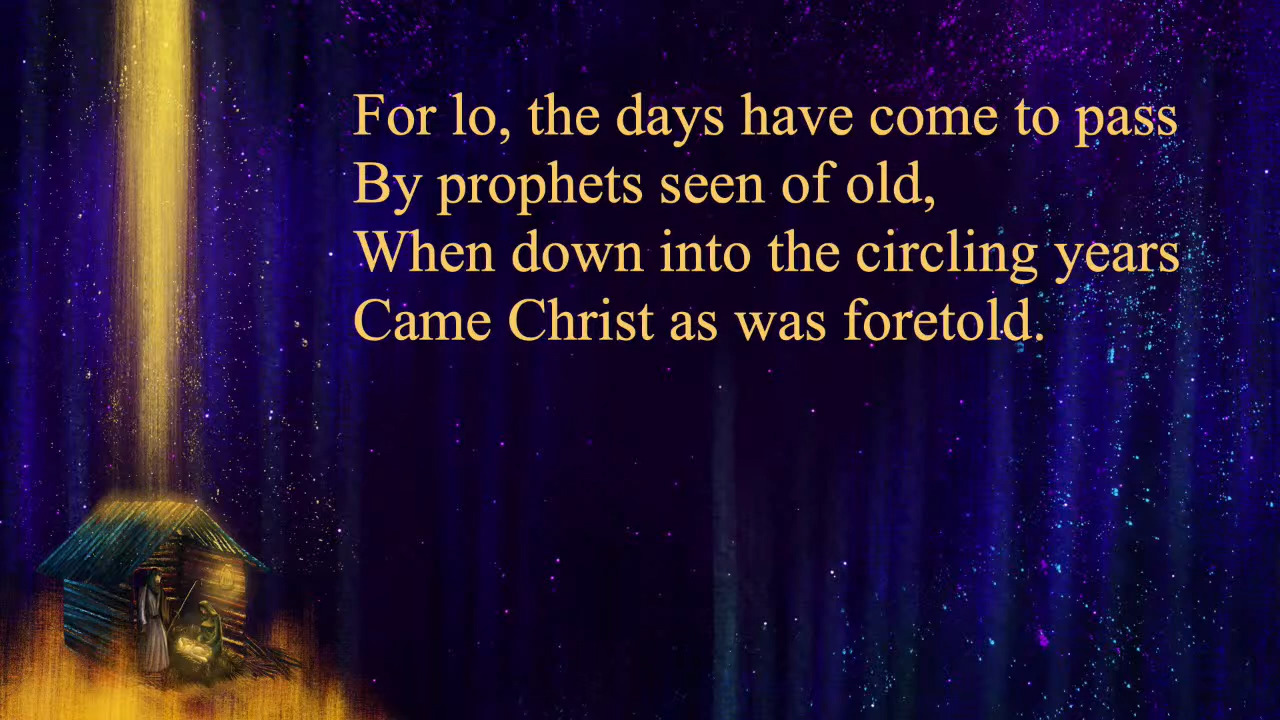 For lo, the days have come to pass
By prophets seen of old,
When down into the circling years
Came Christ as was foretold.